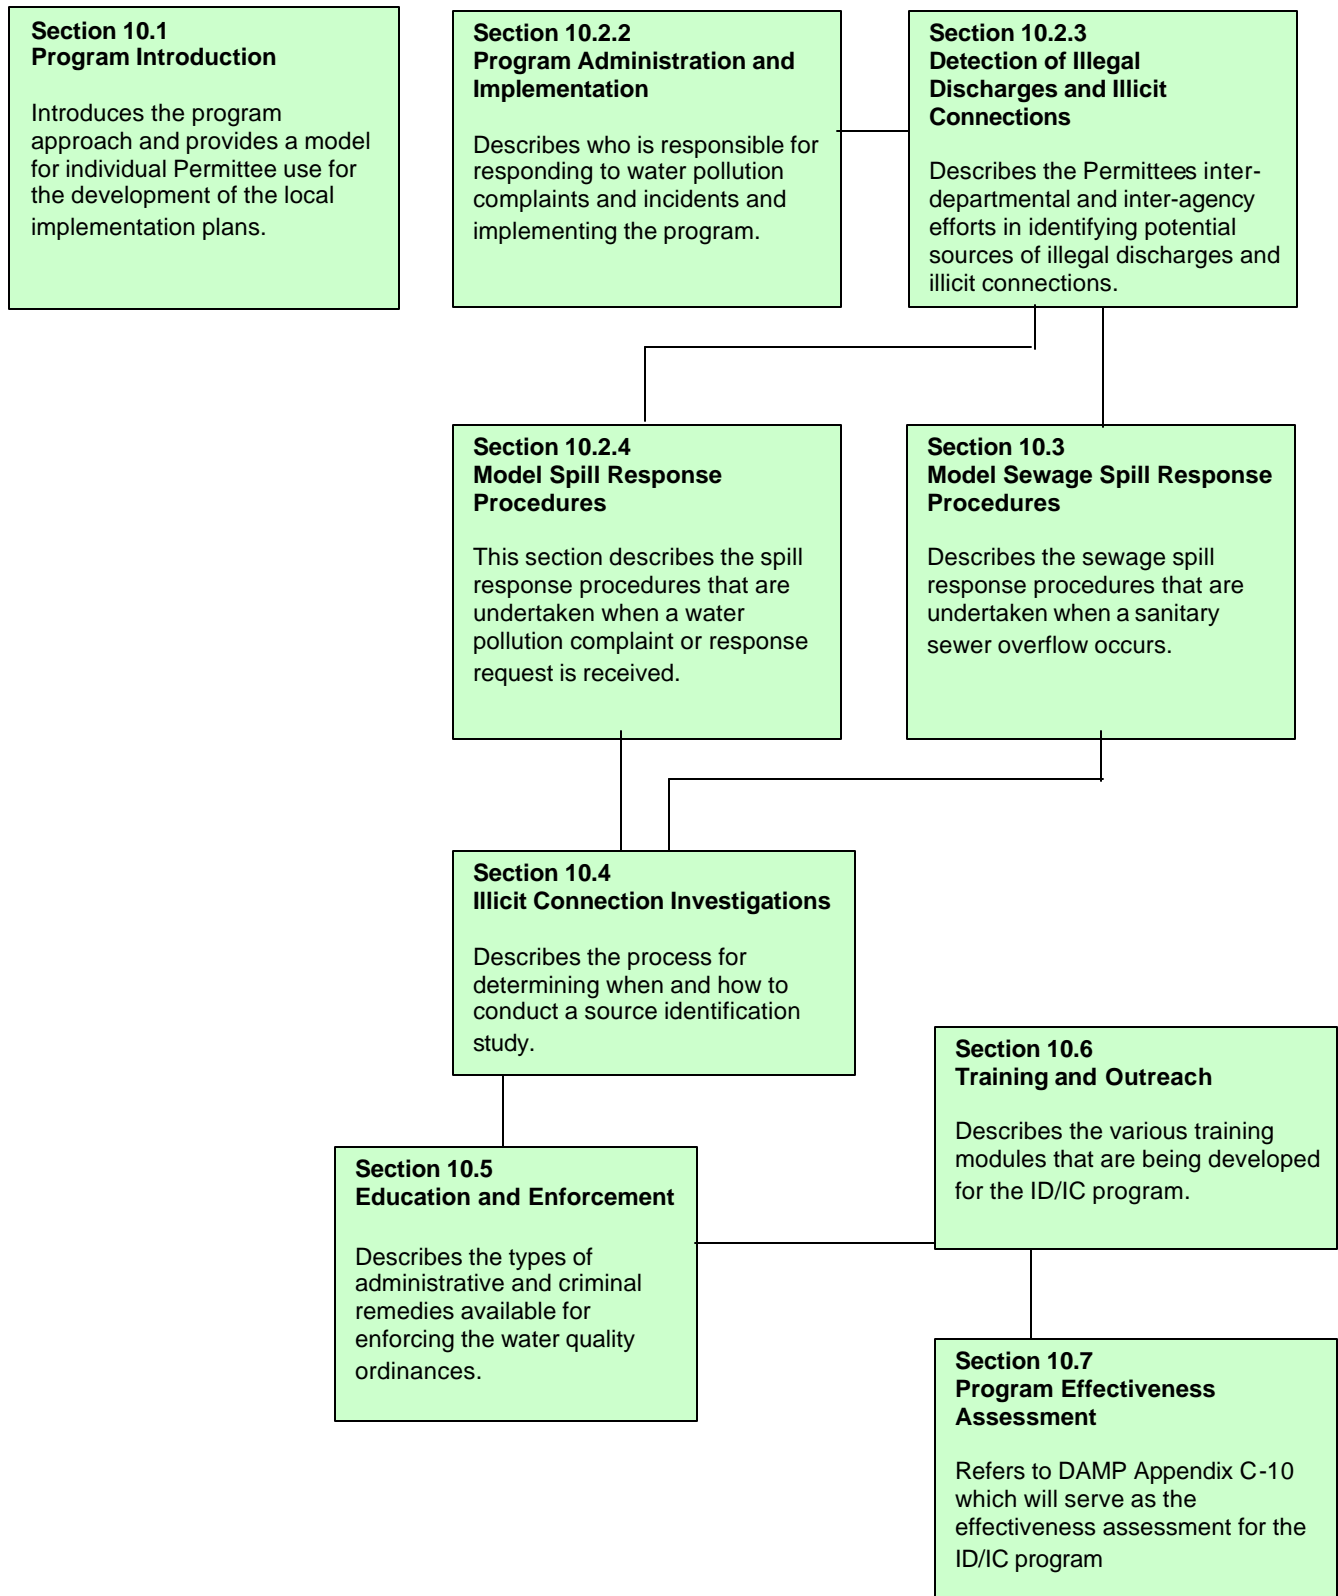 Section 10.1
Program Introduction
Introduces the program
approach and provides a model
for individual Permittee use for
the development of the local
implementation plans.
Section 10.2.2
Program Administration and
Implementation
Describes who is responsible for
responding to water pollution
complaints and incidents and
implementing the program.
Section 10.2.3
Detection of Illegal
Discharges and Illicit
Connections
Describes the Permittees inter-
departmental and inter-agency
efforts in identifying potential
sources of illegal discharges and
illicit connections.
Section 10.2.4
Model Spill Response
Procedures
This section describes the spill
response procedures that are
undertaken when a water
pollution complaint or response
request is received.
Section 10.3
Model Sewage Spill Response
Procedures
Describes the sewage spill
response procedures that are
undertaken when a sanitary
sewer overflow occurs.
Section 10.4
Illicit Connection Investigations
Describes the process for
determining when and how to
conduct a source identification
study.
Section 10.5
Education and Enforcement
Describes the types of
administrative and criminal
remedies available for
enforcing the water quality
ordinances.
Section 10.6
Training and Outreach
Describes the various training
modules that are being developed
for the ID/IC program.
Section 10.7
Program Effectiveness
Assessment
Refers to DAMP Appendix C-10
which will serve as the
effectiveness assessment for the
ID/IC program